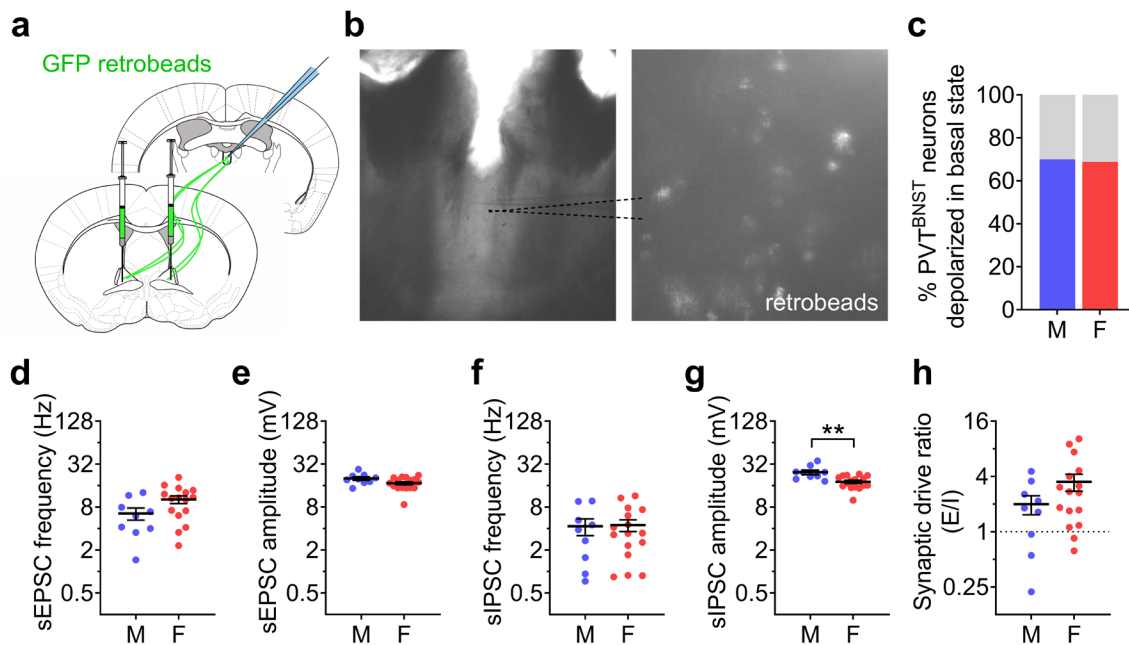 a
GFP retrobeads
b
retrobeads
c
% PVTBNST neurons
depolarized in basal state
100
80
60
40
20
0
M F
d
sEPSC frequency (Hz)
128
32
8
2
0.5
M F
e
sEPSC amplitude (mV)
128
32
8
2
0.5
M F
f
sIPSC frequency (Hz)
128
32
8
2
0.5
M F
g
sIPSC amplitude (mV)
128
32
8
2
0.5
**
M F
h
Synaptic drive ratio
(E/I)
16
4
1
0.25
M F